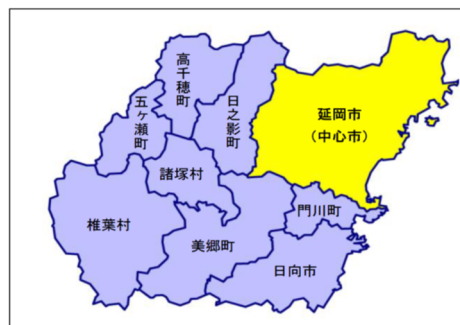 高千穂町
日之影町
五ヶ瀬町
延岡市
（中心市）
諸塚村
椎葉村
美郷町
門川町
日向市